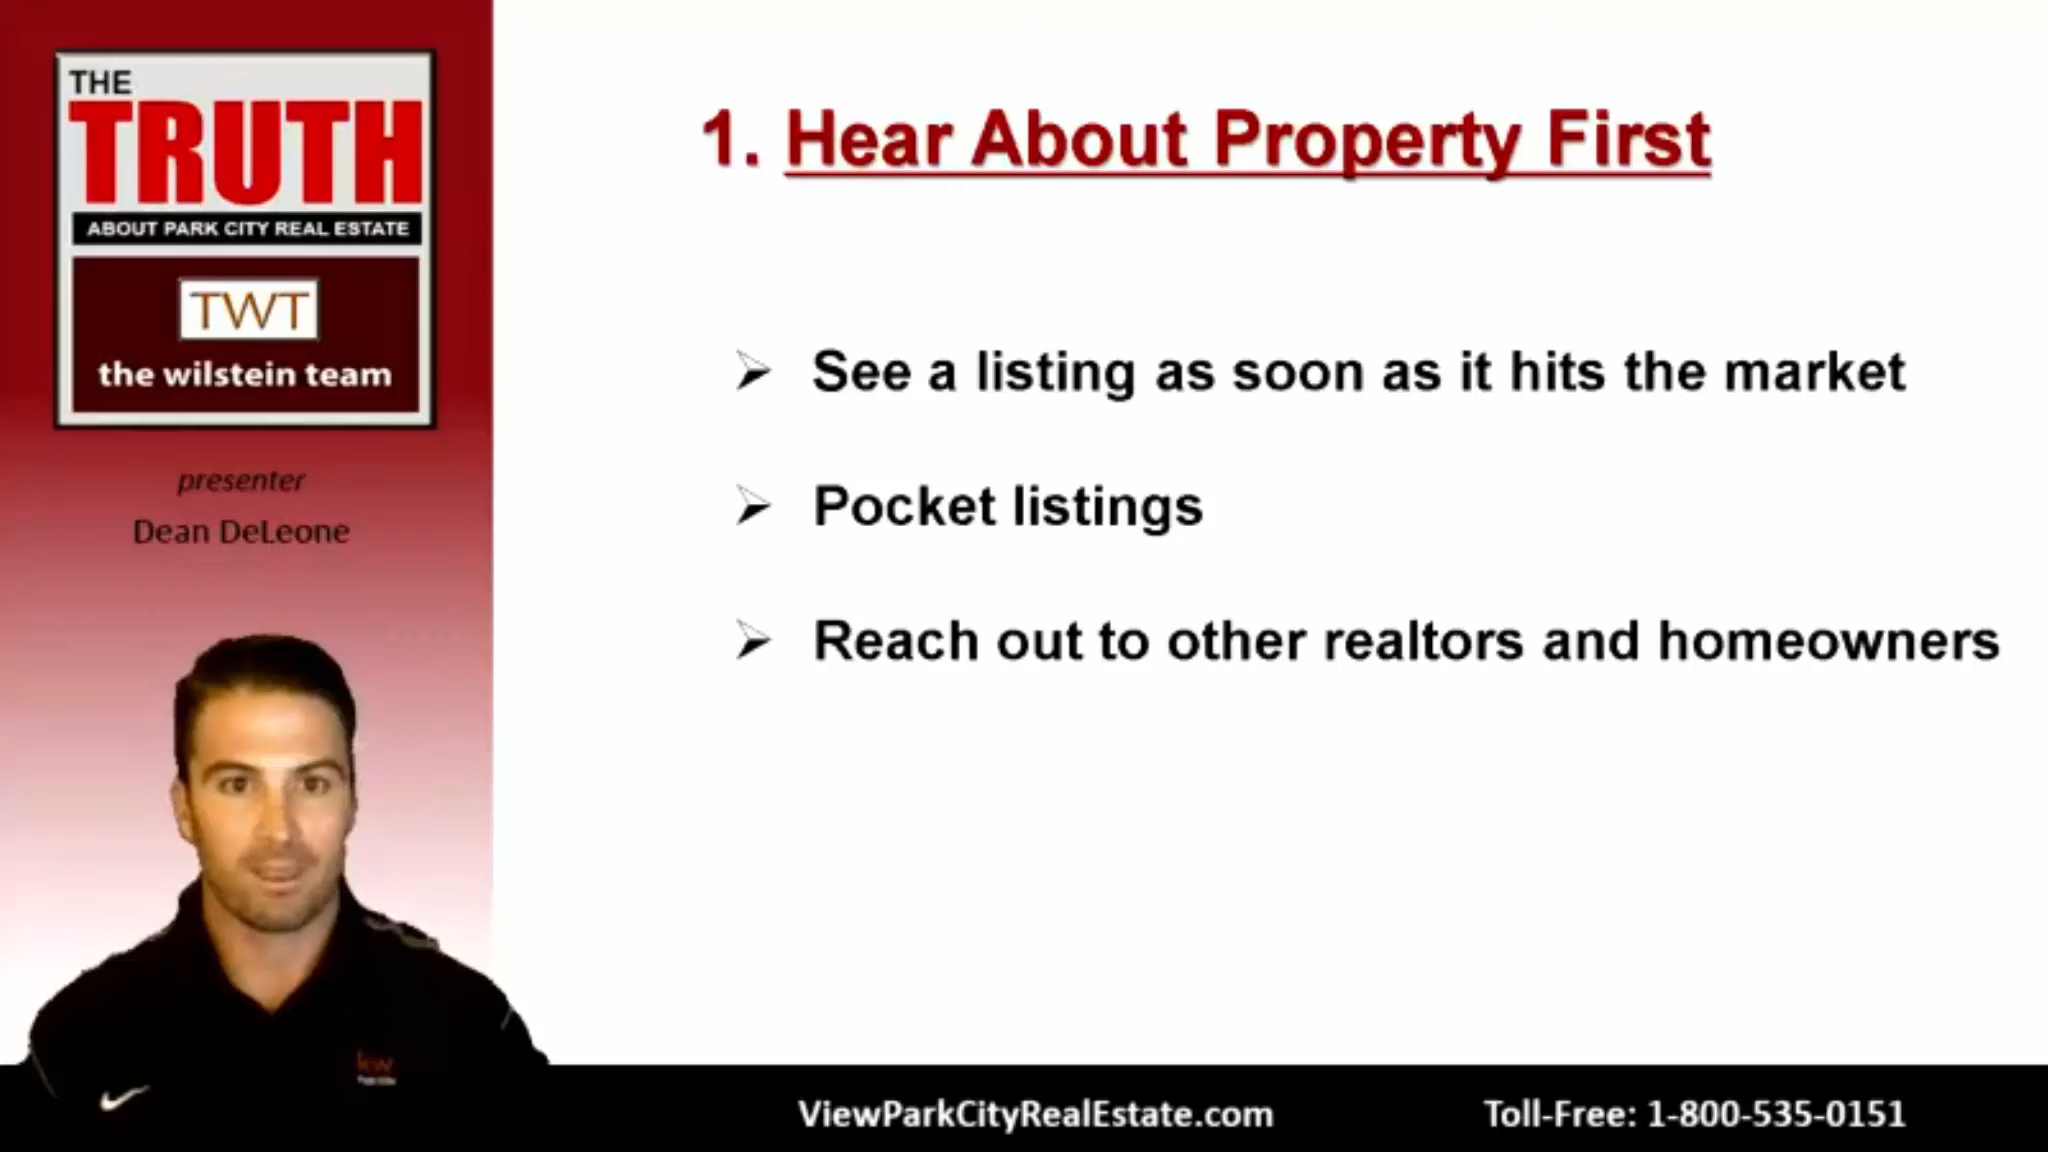 THE
TRUTH
ABOUT PARK CITY REAL ESTATE
TWT
the wilstein team
presenter
Dean DeLeone
1. Hear About Property First
See a listing as soon as it hits the market
Pocket listings
Reach out to other realtors and homeowners
kw
ViewParkCityRealEstate.com
Toll-Free: 1-800-535-0151